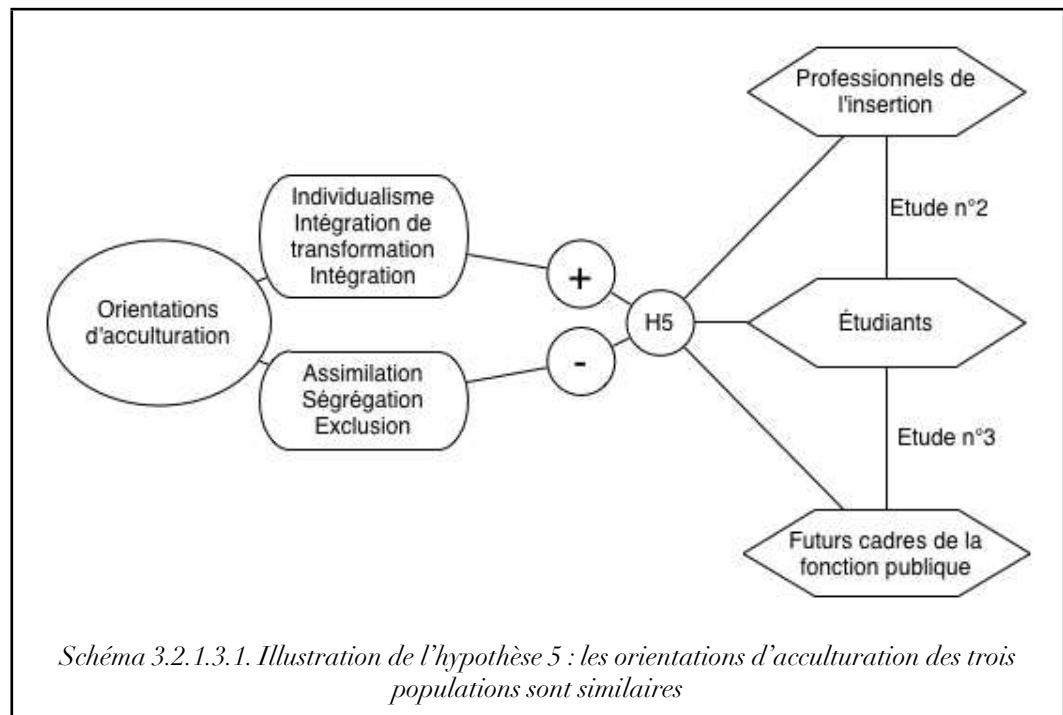 Orientations
d'acculturation
Individualisme
Intégration de
transformation
Intégration
Assimilation
Ségrégation
Exclusion
+
-
H5
Professionnels de
l'insertion
Etude n°2
Étudiants
Etude n°3
Futurs cadres de la
fonction publique
Schéma 3.2.1.3.1. Illustration de l'hypothèse 5 : les orientations d'acculturation des trois
populations sont similaires